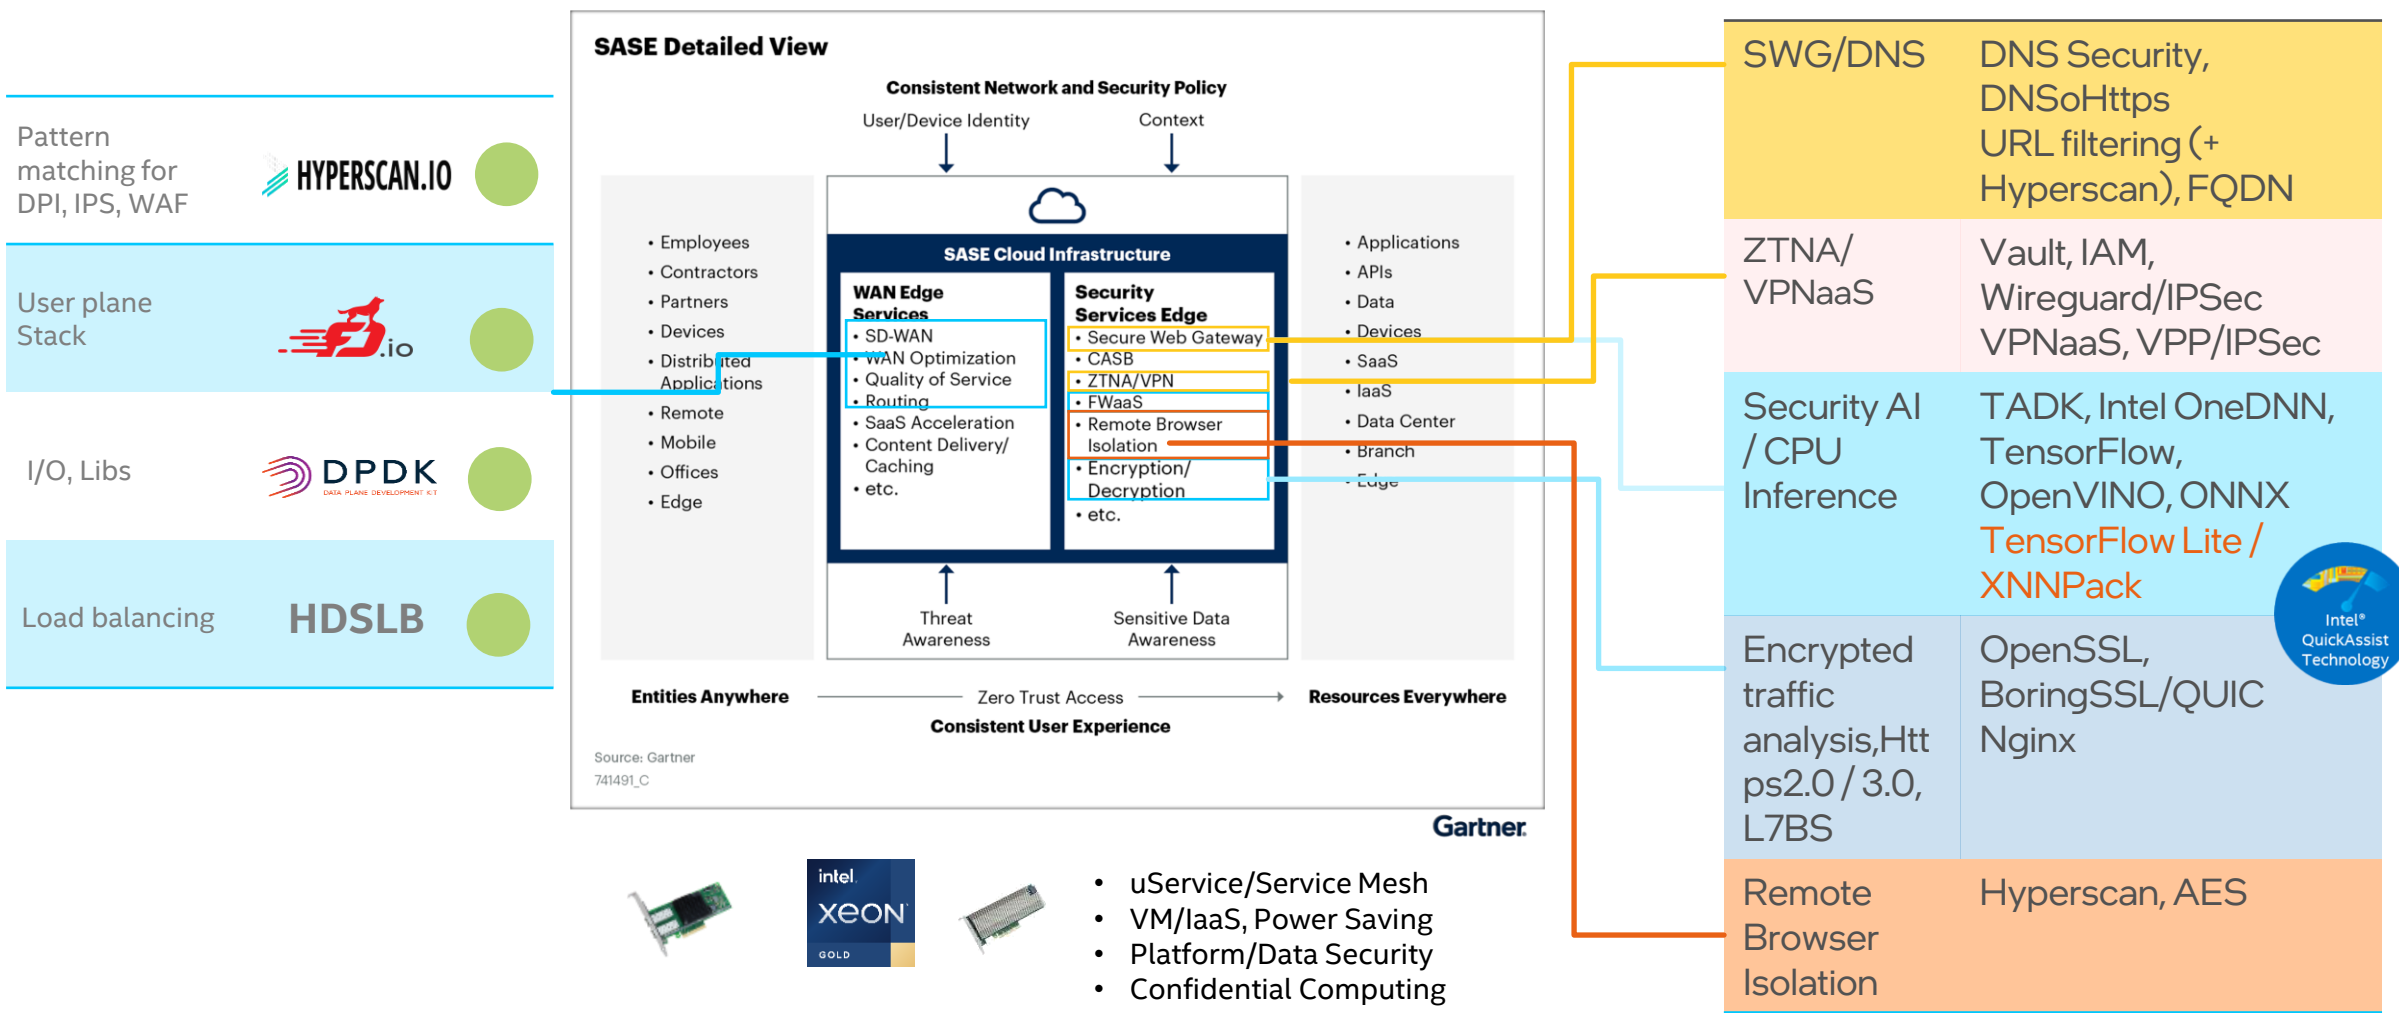 Pattern
matching for
DPI, IPS, WAF
HYPERSCAN.IO
User plane
Stack
.io
I/O, Libs
DPDK
DATA PLANE DEVELOPMENT KIT
Load balancing
HDSLB
SASE Detailed View
Consistent Network and Security Policy
User/Device Identity
Context
• Employees
• Contractors
• Partners
• Devices
• Distributed
Applications
• Remote
• Mobile
• Offices
• Edge
SASE Cloud Infrastructure
WAN Edge
Services
• SD-WAN
• WAN Optimization
• Quality of Service
• Routing
• SaaS Acceleration
• Content Delivery/
Caching
• etc.
Security
Services Edge
• Secure Web Gateway
• CASB
• ZTNA/VPN
• FWaaS
• Remote Browser
Isolation
• Encryption/
Decryption
• etc.
• Applications
• APIs
• Data
• Devices
• SaaS
• IaaS
• Data Center
• Branch
• Edge
Threat
Awareness
Sensitive Data
Awareness
Entities Anywhere
Zero Trust Access
Resources Everywhere
Consistent User Experience
Source: Gartner
741491_C
Gartner
intel.
xeon
GOLD
• uService/Service Mesh
• VM/IaaS, Power Saving
• Platform/Data Security
• Confidential Computing
SWG/DNS
DNS Security,
DNSoHttps
URL filtering (+
Hyperscan), FQDN
ZTNA/
VPNaaS
Vault, IAM,
Wireguard/IPSec
VPNaaS, VPP/IPSec
Security AI
/ CPU
Inference
TADK, Intel OneDNN,
TensorFlow,
OpenVINO, ONNX
TensorFlow Lite /
XNNPack
Intel®
QuickAssist
Technology
Encrypted
traffic
analysis,Htt
ps2.0 / 3.0,
L7BS
OpenSSL,
BoringSSL/QUIC
Nginx
Remote
Browser
Isolation
Hyperscan, AES